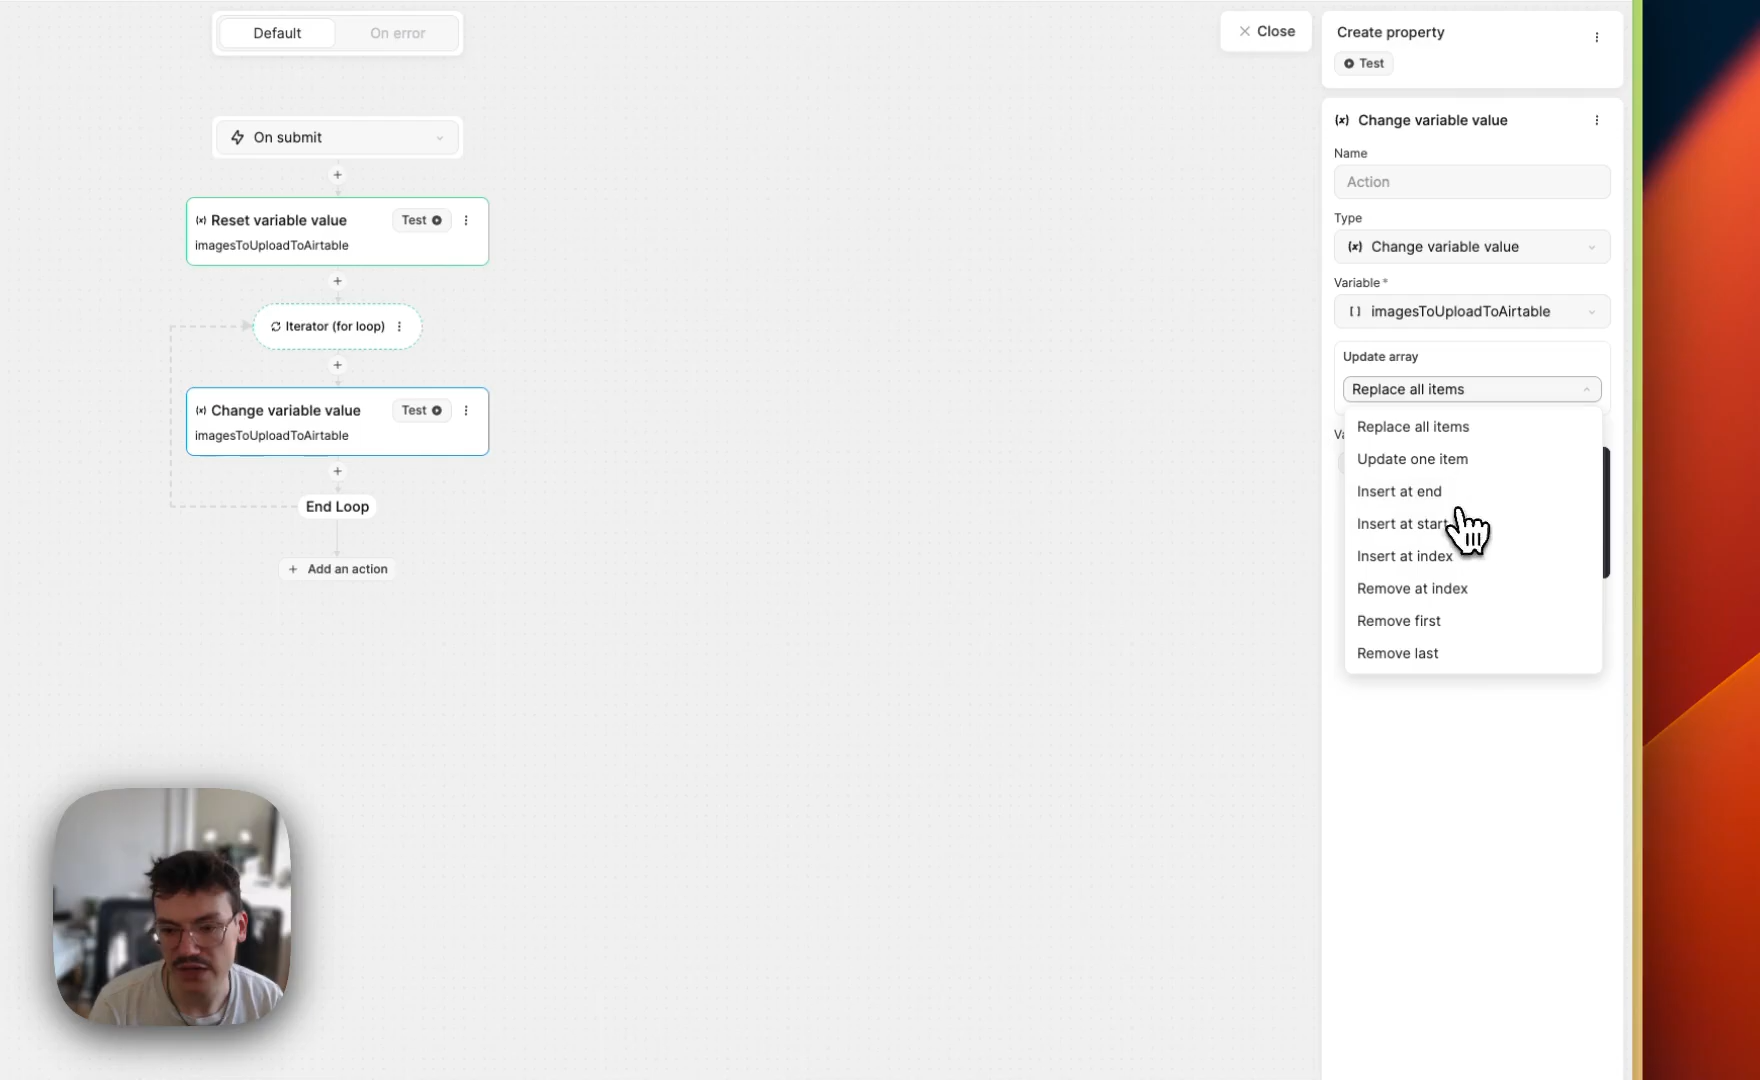 Default
On error
Close
Create property
Test
On submit
Change variable value
Name
Action
Type
Change variable value
Variable*
[] imagesToUploadToAirtable
Update array
Replace all items
Replace all items
Update one item
Insert at end
Insert at start
Insert at index
Remove at index
Remove first
Remove last
(x) Reset variable value
Test
imagesToUploadToAirtable
Iterator (for loop)
(x) Change variable value
Test
imagesToUploadToAirtable
End Loop
+ Add an action